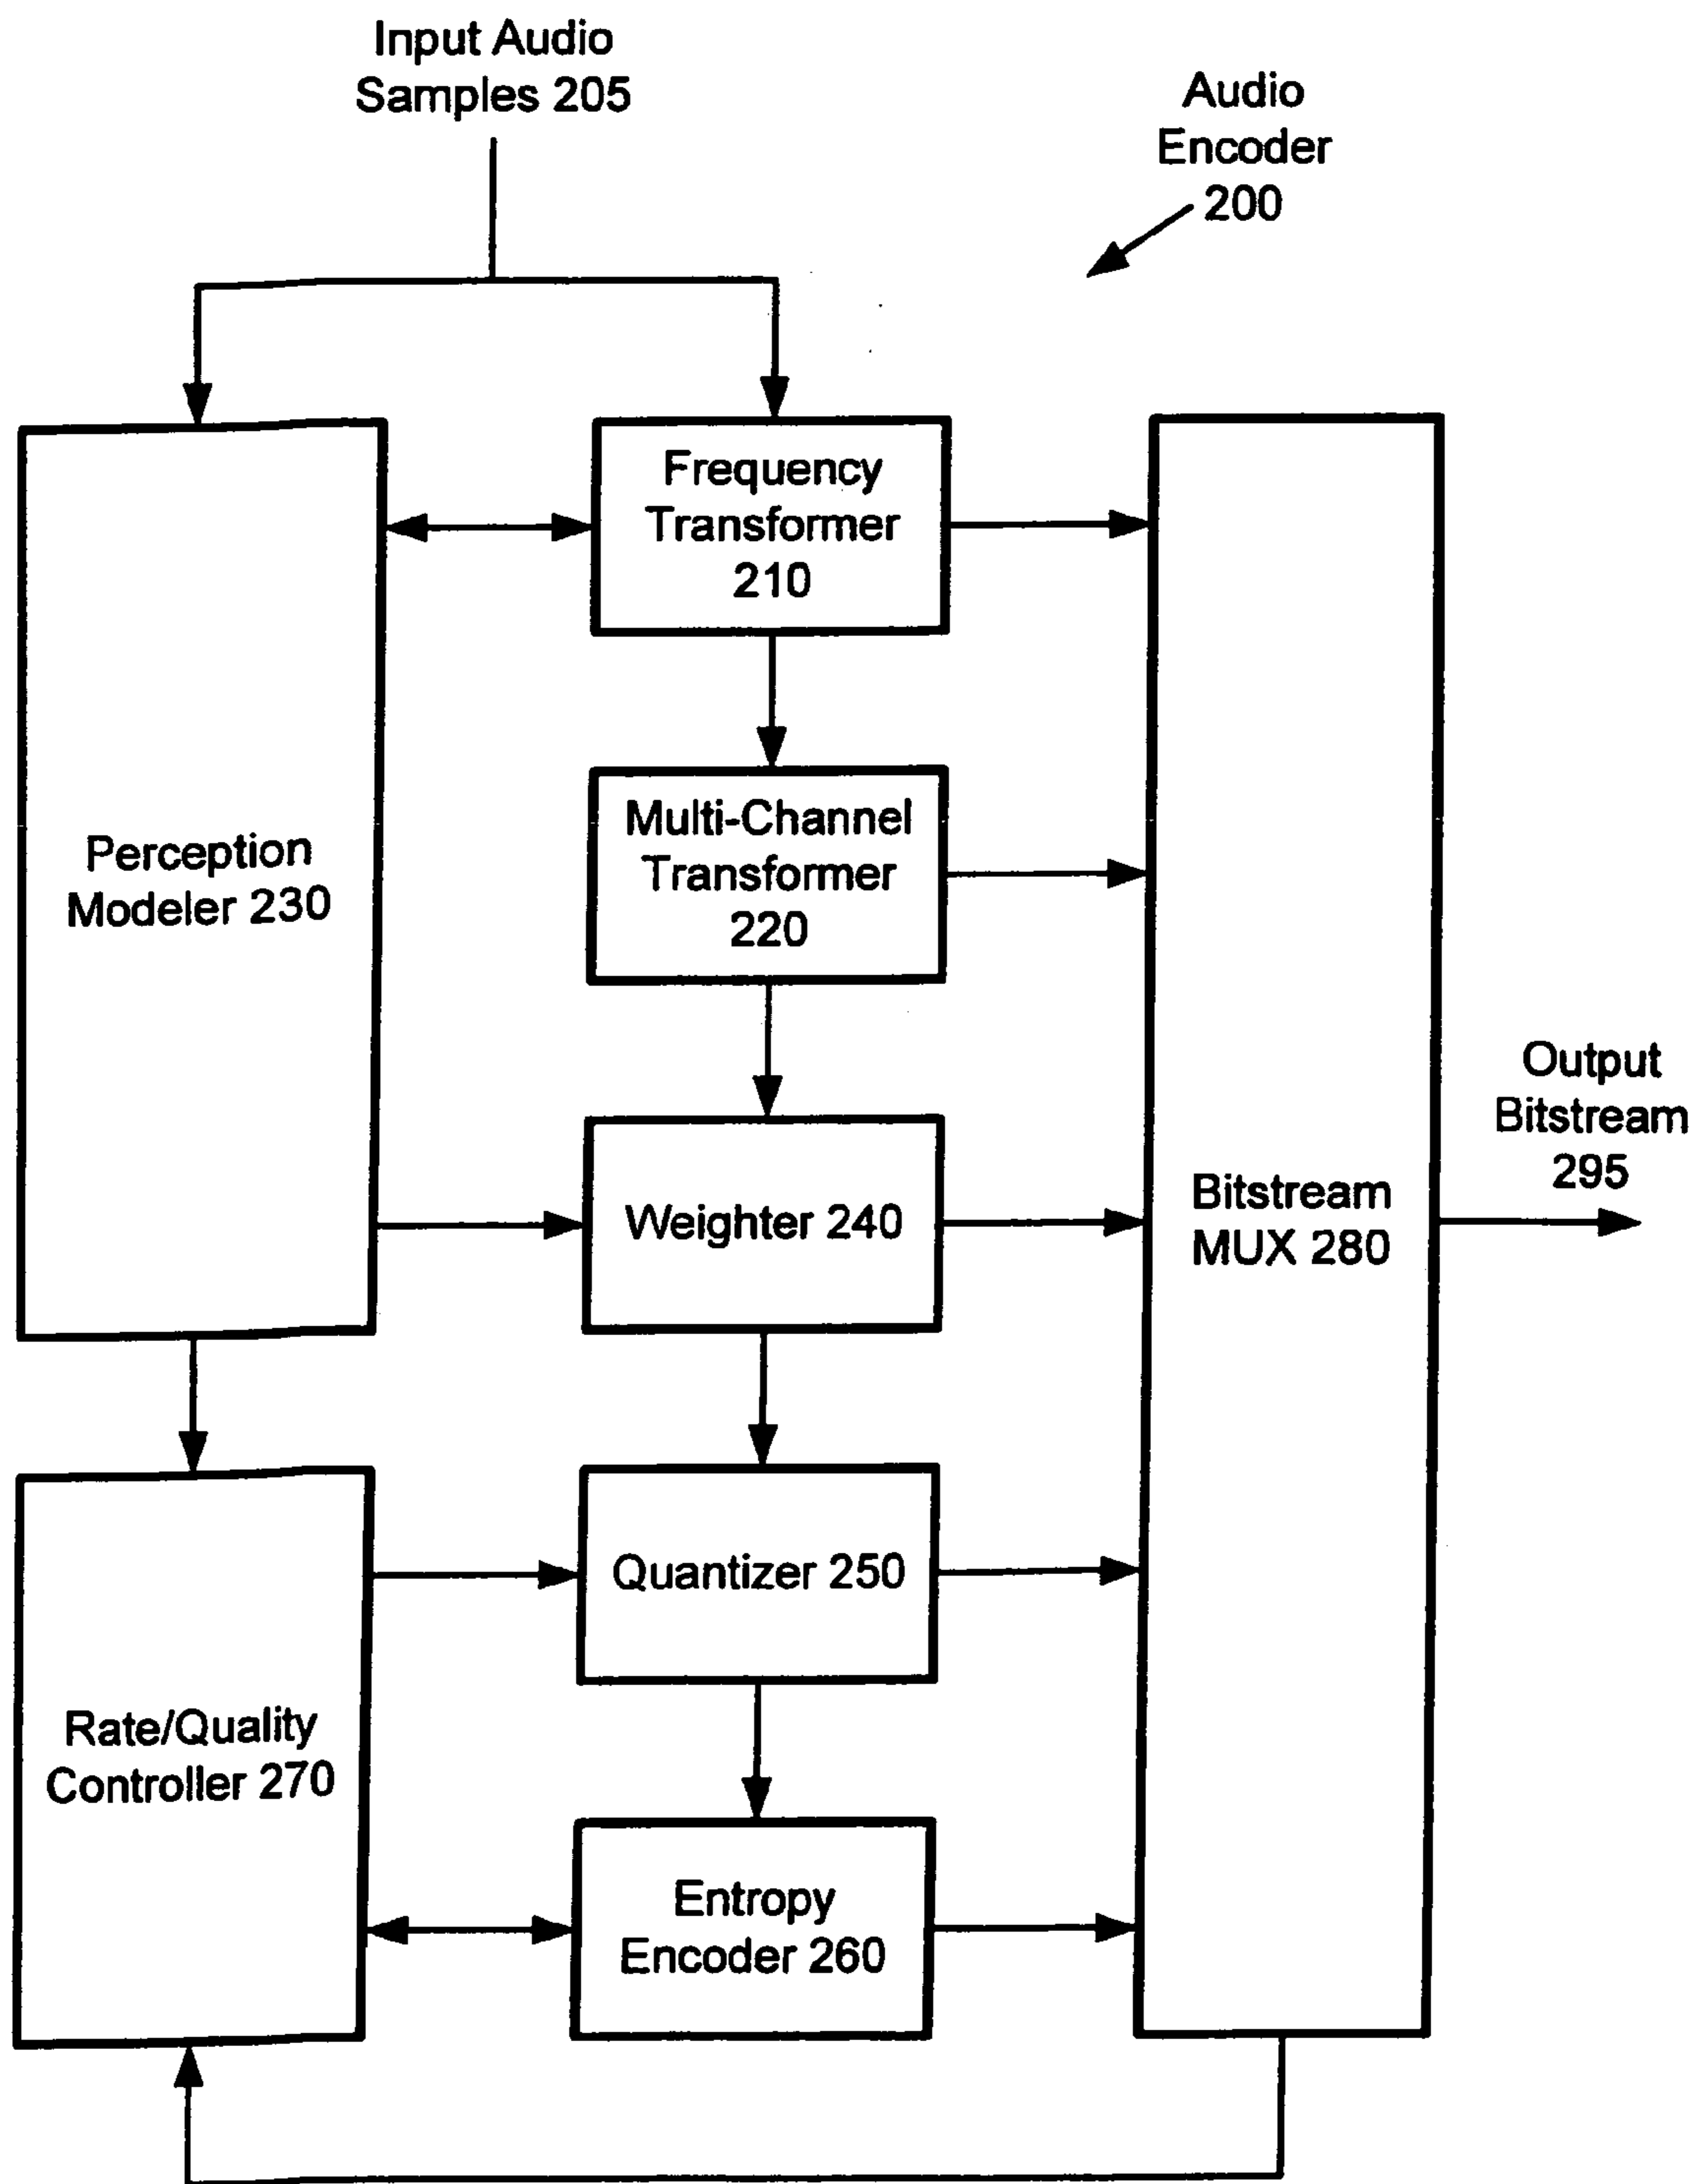 Input Audio
Samples 205
Audio
Encoder
200
Frequency
Transformer
210
Multi-Channel
Transformer
220
Perception
Modeler 230
Weighter 240
Bitstream
MUX 280
Output
Bitstream
295
Quantizer 250
Rate/Quality
Controller 270
Entropy
Encoder 260